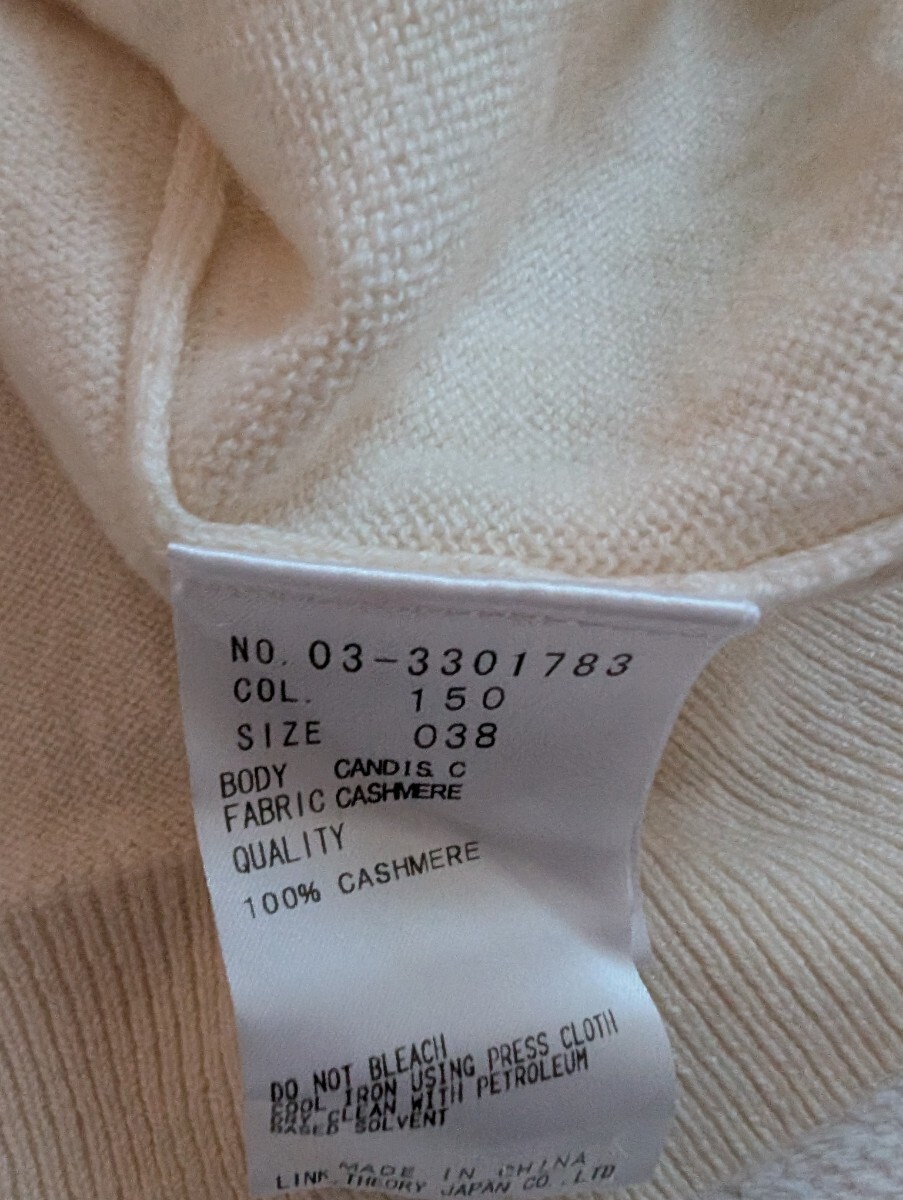 NO. 03-3301783
COL. 150
SIZE 038
BODY CANDIS C
FABRIC CASHMERE
QUALITY
100% CASHMERE
DO NOT BLEACH
COOL IRON USING PRESS CLOTH
DRY CLEAN WITH PETROLEUM
BASED SOLVENT
MADE IN CHINA
LINK THEORY JAPAN CO.,LTD